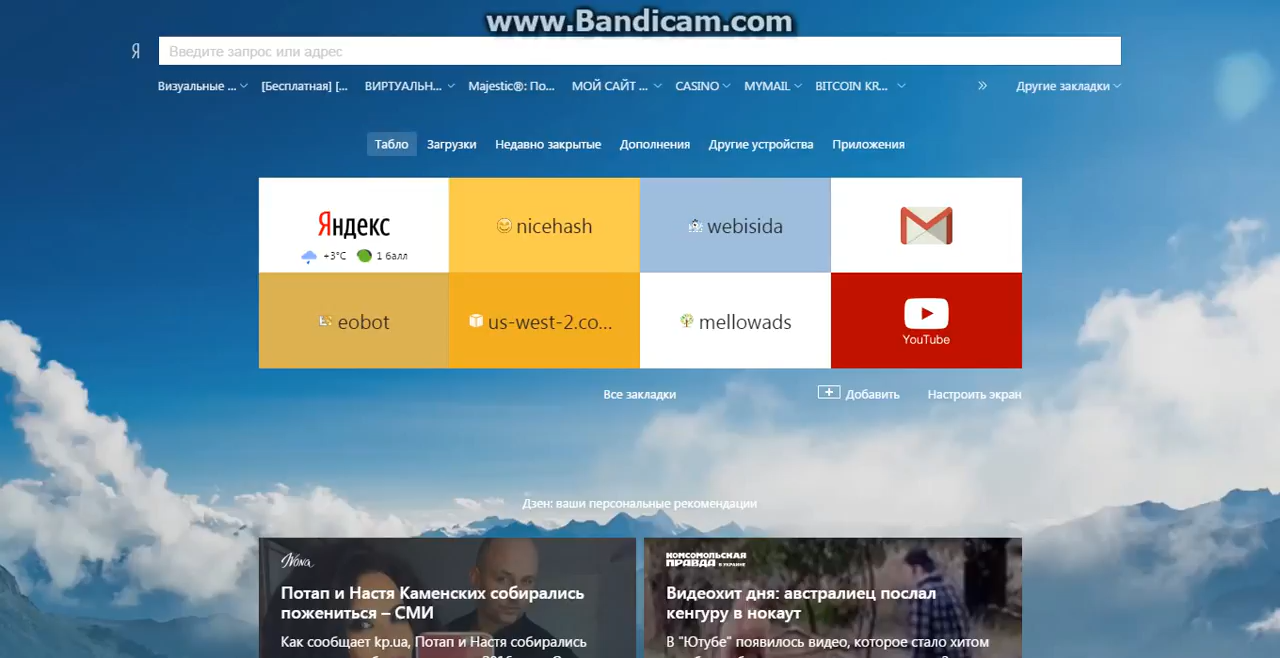 www.Bandicam.com
Я Введите запрос или адрес
Визуальные ... [Бесплатная] [... ВИРТУАЛЬН... Majestic®: По... МОЙ САЙТ ... CASINO MYMAIL BITCOIN KR... » Другие закладки
Табло Загрузки Недавно закрытые Дополнения Другие устройства Приложения
Яндекс nicehash webisida
+3°C 1 балл
eobot us-west-2.co... mellowads YouTube
Все закладки Добавить Настроить экран
Дзен: ваши персональные рекомендации
Ivona
Потап и Настя Каменских собирались
пожениться – СМИ
Как сообщает kp.ua, Потап и Настя собирались
КОМСОМОЛЬСКАЯ
ПРАВДА В УКРАИНЕ
Видеохит дня: австралиец послал
кенгуру в нокаут
В "Ютубе" появилось видео, которое стало хитом